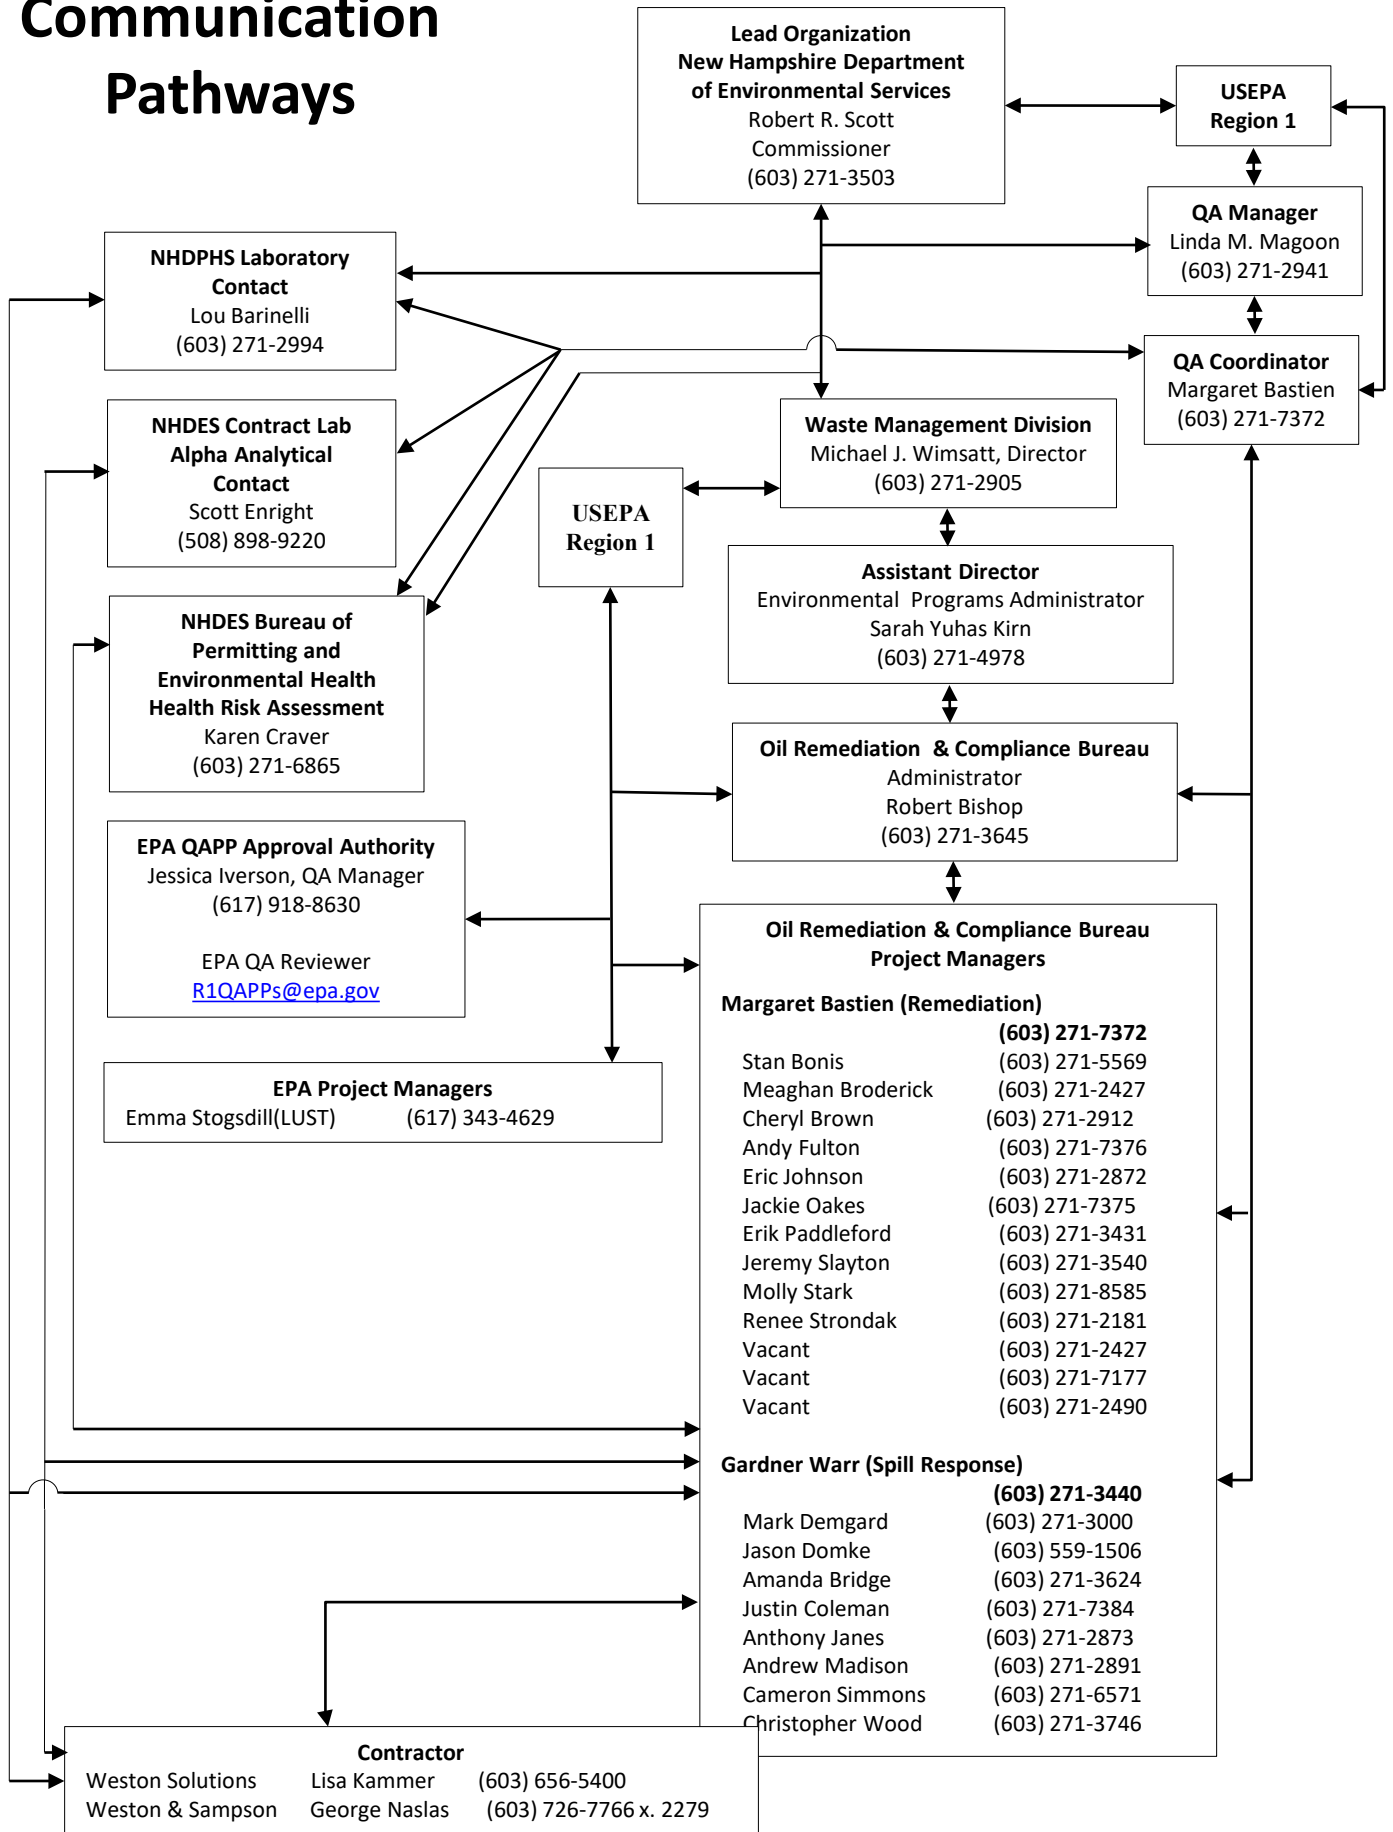 Communication
Pathways
Lead Organization
New Hampshire Department
of Environmental Services
Robert R. Scott
Commissioner
(603) 271-3503
USEPA
Region 1
QA Manager
Linda M. Magoon
(603) 271-2941
NHDPHS Laboratory
Contact
Lou Barinelli
(603) 271-2994
QA Coordinator
Margaret Bastien
(603) 271-7372
NHDES Contract Lab
Alpha Analytical
Contact
Scott Enright
(508) 898-9220
Waste Management Division
Michael J. Wimsatt, Director
(603) 271-2905
USEPA
Region 1
Assistant Director
Environmental  Programs Administrator
Sarah Yuhas Kirn
(603) 271-4978
NHDES Bureau of
Permitting and
Environmental Health
Health Risk Assessment
Karen Craver
(603) 271-6865
Oil Remediation  & Compliance Bureau
Administrator
Robert Bishop
(603) 271-3645
EPA QAPP Approval Authority
Jessica Iverson, QA Manager
(617) 918-8630
EPA QA Reviewer
R1QAPPs@epa.gov
EPA Project Managers
Emma Stogsdill(LUST) (617) 343-4629
Oil Remediation & Compliance Bureau
Project Managers
Margaret Bastien (Remediation)
(603) 271-7372
Stan Bonis (603) 271-5569
Meaghan Broderick (603) 271-2427
Cheryl Brown (603) 271-2912
Andy Fulton (603) 271-7376
Eric Johnson (603) 271-2872
Jackie Oakes (603) 271-7375
Erik Paddleford (603) 271-3431
Jeremy Slayton (603) 271-3540
Molly Stark (603) 271-8585
Renee Strondak (603) 271-2181
Vacant (603) 271-2427
Vacant (603) 271-7177
Vacant (603) 271-2490
Gardner Warr (Spill Response)
(603) 271-3440
Mark Demgard (603) 271-3000
Jason Domke (603) 559-1506
Amanda Bridge (603) 271-3624
Justin Coleman (603) 271-7384
Anthony Janes (603) 271-2873
Andrew Madison (603) 271-2891
Cameron Simmons (603) 271-6571
Christopher Wood (603) 271-3746
Contractor
Weston Solutions Lisa Kammer (603) 656-5400
Weston & Sampson George Naslas (603) 726-7766 x. 2279